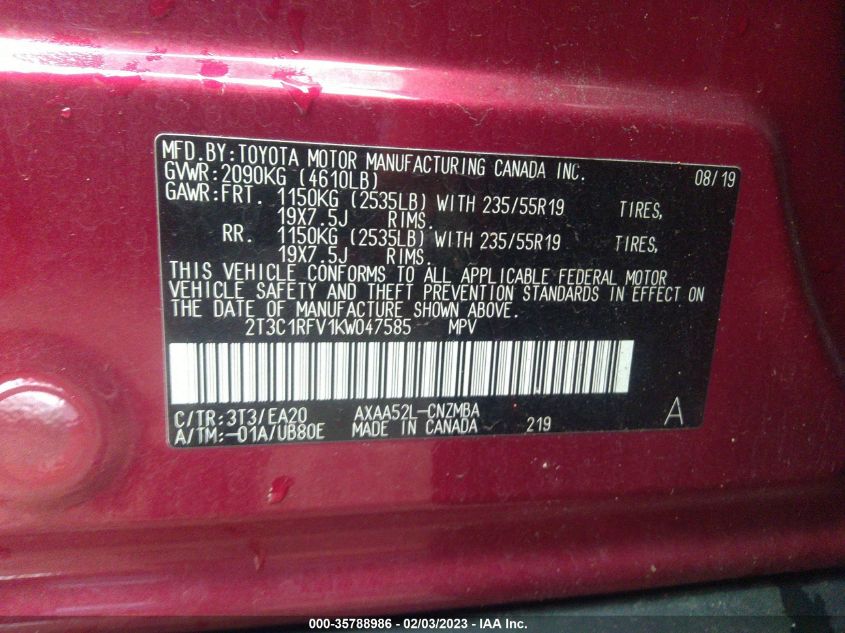 MFD.BY:TOYOTA MOTOR MANUFACTURING CANADA INC. 08/19
GVWR:2090KG (4610LB)
GAWR:FRT. 1150KG (2535LB) WITH 235/55R19 TIRES,
19X7.5J RIMS.
RR. 1150KG (2535LB) WITH 235/55R19 TIRES,
19X7.5J RIMS.
THIS VEHICLE CONFORMS TO ALL APPLICABLE FEDERAL MOTOR
VEHICLE SAFETY AND THEFT PREVENTION STANDARDS IN EFFECT ON
THE DATE OF MANUFACTURE SHOWN ABOVE.
2T3C1RFV1KW047585 MPV
C/TR:3T3/EA20 AXAA52L-CNZMBA A
A/TM:-01A/UB80E MADE IN CANADA 219
000-35788986 - 02/03/2023 - IAA Inc.